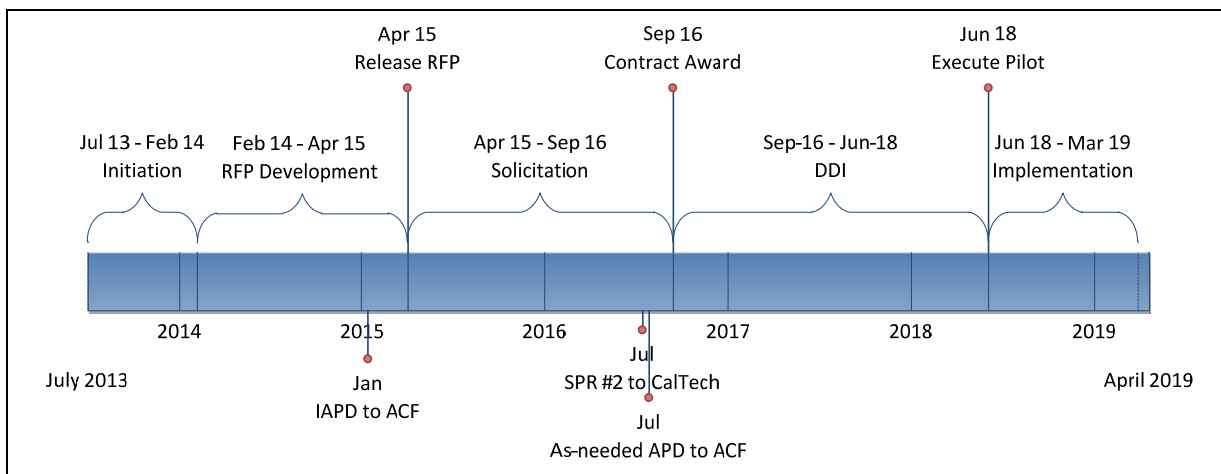 Apr 15
Release RFP
Sep 16
Contract Award
Jun 18
Execute Pilot
Jul 13 - Feb 14
Initiation
Feb 14 - Apr 15
RFP Development
Apr 15 - Sep 16
Solicitation
Sep-16 - Jun-18
DDI
Jun 18 - Mar 19
Implementation
2014
2015
2016
2017
2018
2019
July 2013
April 2019
Jan
IAPD to ACF
Jul
SPR #2 to CalTech
Jul
As-needed APD to ACF